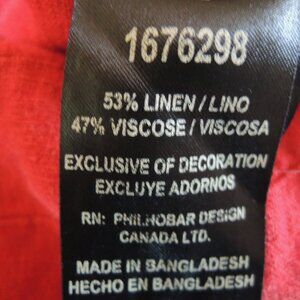 1676298
53% LINEN / LINO
47% VISCOSE / VISCOSA
EXCLUSIVE OF DECORATION
EXCLUYE ADORNOS
RN: PHILHOBAR DESIGN
CANADA LTD.
MADE IN BANGLADESH
HECHO EN BANGLADESH